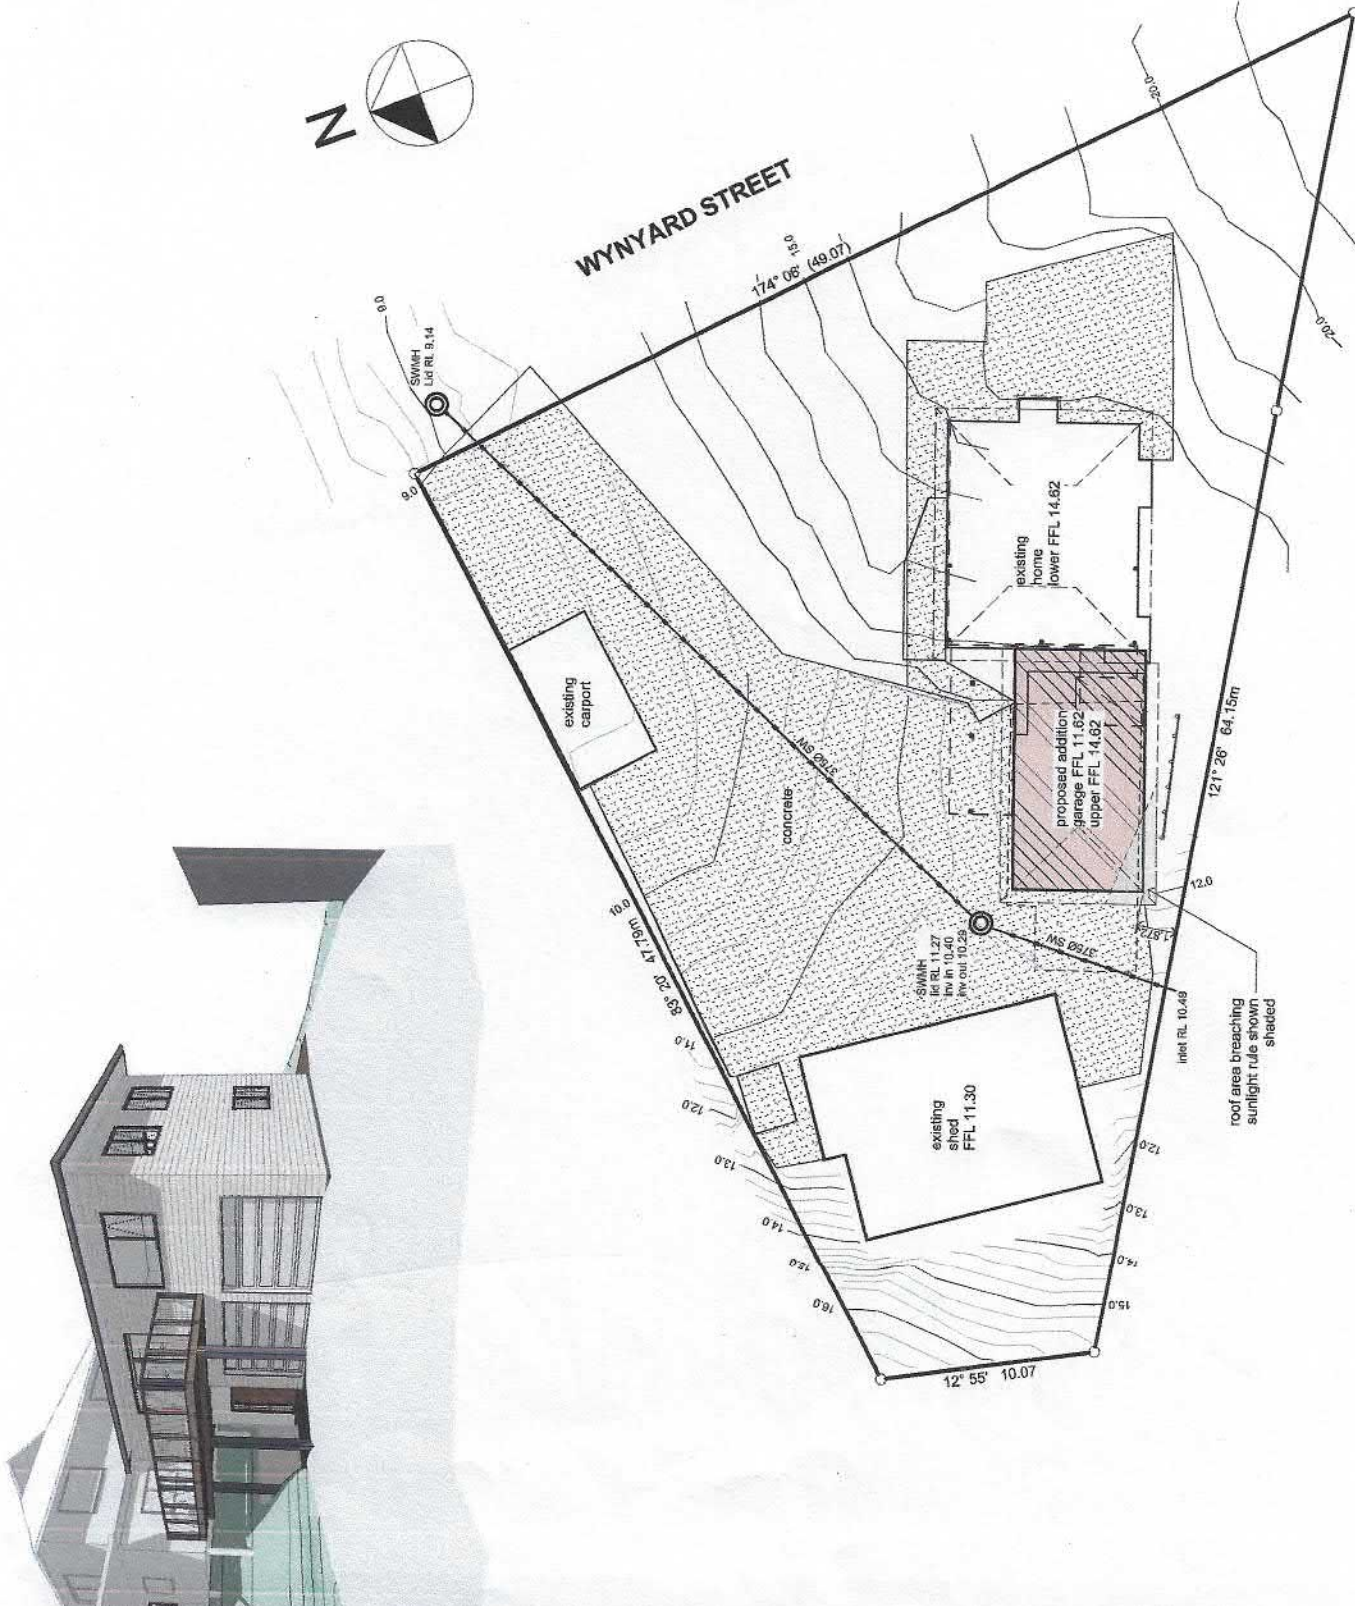 N
WYNYARD STREET
20.0
174° 08' (49.07)
15.0
9.0
SWMH
Lid RL 9.14
9.0
existing
carport
existing
home
lower FFL 14.62
20.0
proposed addition
garage FFL 11.62
upper FFL 14.62
121° 26' 64.15m
375Ø SW
concrete
10.0
83° 20' 47.79m
11.0
12.0
13.0
14.0
15.0
16.0
SWMH
lid RL 11.27
inv in 10.40
inv out 10.29
375Ø SW
12.0
inlet RL 10.49
roof area breaching
sunlight rule shown
shaded
existing
shed
FFL 11.30
12.0
13.0
14.0
15.0
12° 55' 10.07